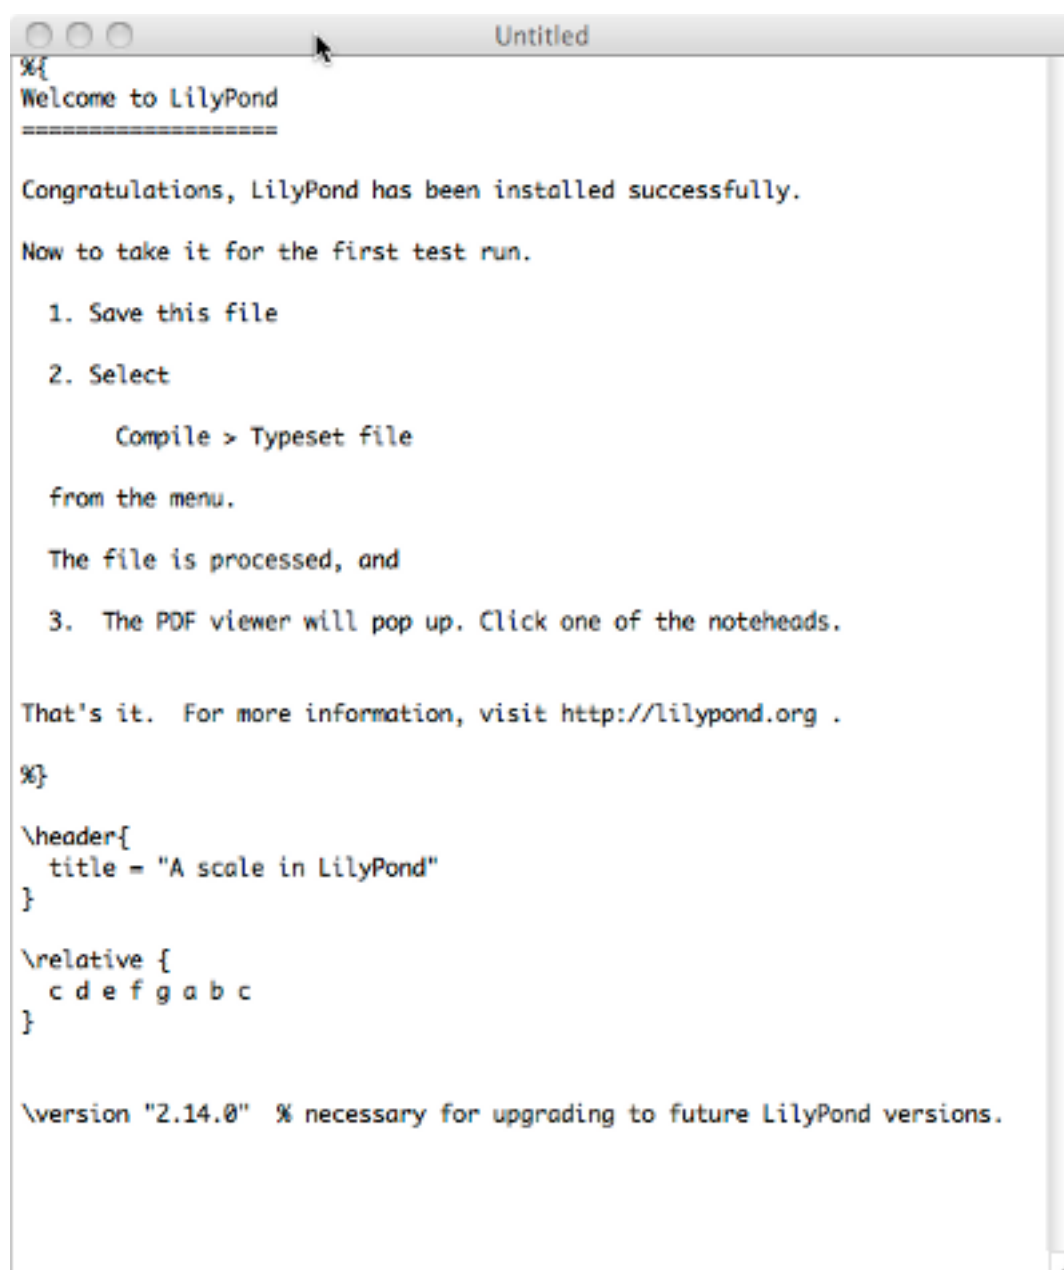 Untitled
%{
Welcome to LilyPond
===================
Congratulations, LilyPond has been installed successfully.
Now to take it for the first test run.
1. Save this file
2. Select
Compile > Typeset file
from the menu.
The file is processed, and
3.  The PDF viewer will pop up. Click one of the noteheads.
That's it.  For more information, visit http://lilypond.org .
%}
\header{
title = "A scale in LilyPond"
}
\relative {
c d e f g a b c
}
\version "2.14.0"  % necessary for upgrading to future LilyPond versions.